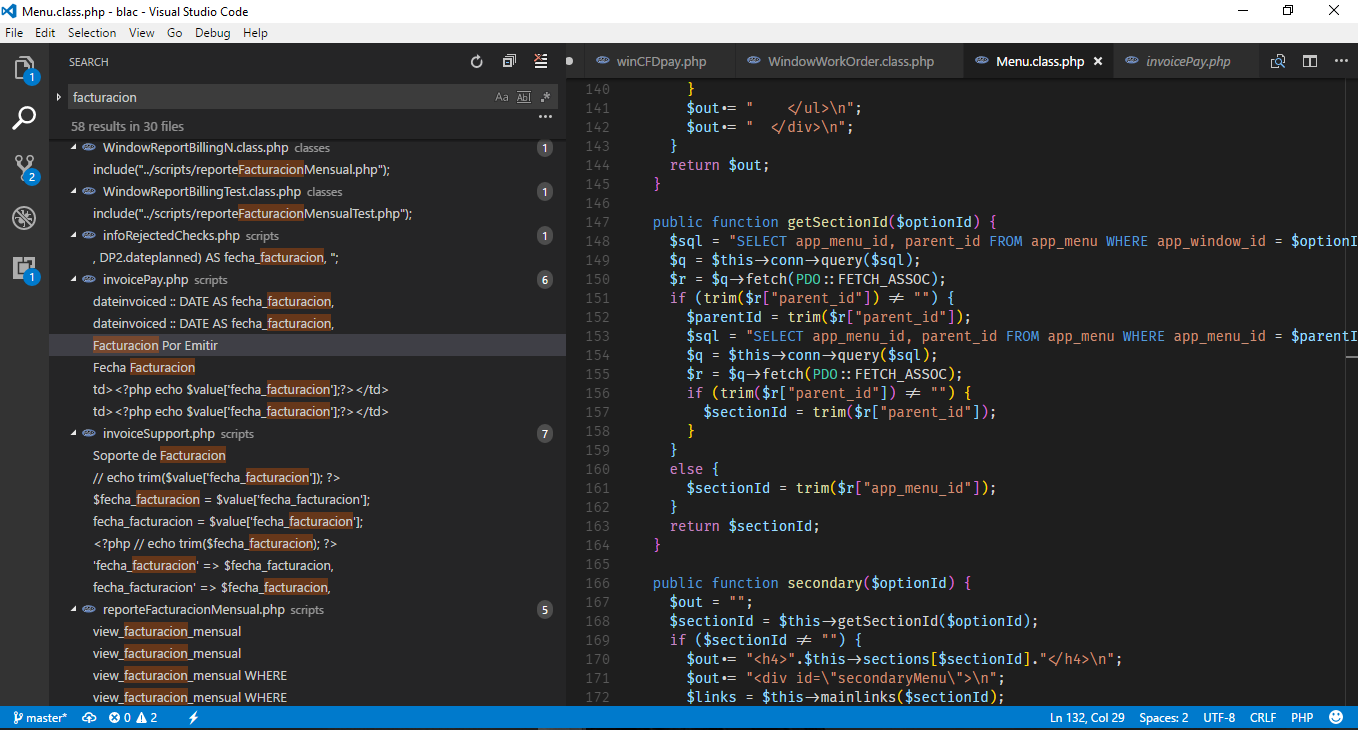 Menu.class.php - blac - Visual Studio Code
File Edit Selection View Go Debug Help
SEARCH
winCFDpay.php WindowWorkOrder.class.php Menu.class.php invoicePay.php
1
facturacion Aa Abl .*
58 results in 30 files
WindowReportBillingN.class.php classes 1
include("../scripts/reporteFacturacionMensual.php");
2
WindowReportBillingTest.class.php classes 1
include("../scripts/reporteFacturacionMensualTest.php");
infoRejectedChecks.php scripts 1
, DP2.dateplanned) AS fecha_facturacion, ";
1
invoicePay.php scripts 6
dateinvoiced :: DATE AS fecha_facturacion,
dateinvoiced :: DATE AS fecha_facturacion,
Facturacion Por Emitir
Fecha Facturacion
td><?php echo $value['fecha_facturacion'];?></td>
td><?php echo $value['fecha_facturacion'];?></td>
invoiceSupport.php scripts 7
Soporte de Facturacion
// echo trim($value['fecha_facturacion']); ?>
$fecha_facturacion = $value['fecha_facturacion'];
fecha_facturacion = $value['fecha_facturacion'];
<?php // echo trim($fecha_facturacion); ?>
'fecha_facturacion' => $fecha_facturacion,
fecha_facturacion' => $fecha_facturacion,
reporteFacturacionMensual.php scripts 5
view_facturacion_mensual
view_facturacion_mensual
view_facturacion_mensual WHERE
view_facturacion_mensual WHERE
140 }
141 $out.= " </ul>\n";
142 $out.= " </div>\n";
143 }
144 return $out;
145 }
146
147 public function getSectionId($optionId) {
148 $sql = "SELECT app_menu_id, parent_id FROM app_menu WHERE app_window_id = $optionI
149 $q = $this->conn->query($sql);
150 $r = $q->fetch(PDO::FETCH_ASSOC);
151 if (trim($r["parent_id"]) != "") {
152 $parentId = trim($r["parent_id"]);
153 $sql = "SELECT app_menu_id, parent_id FROM app_menu WHERE app_menu_id = $parentI
154 $q = $this->conn->query($sql);
155 $r = $q->fetch(PDO::FETCH_ASSOC);
156 if (trim($r["parent_id"]) != "") {
157 $sectionId = trim($r["parent_id"]);
158 }
159 }
160 else {
161 $sectionId = trim($r["app_menu_id"]);
162 }
163 return $sectionId;
164 }
165
166 public function secondary($optionId) {
167 $out = "";
168 $sectionId = $this->getSectionId($optionId);
169 if ($sectionId != "") {
170 $out.= "<h4>".$this->sections[$sectionId]."</h4>\n";
171 $out.= "<div id=\"secondaryMenu\">\n";
172 $links = $this->mainlinks($sectionId);
master* 0 2 Ln 132, Col 29 Spaces: 2 UTF-8 CRLF PHP